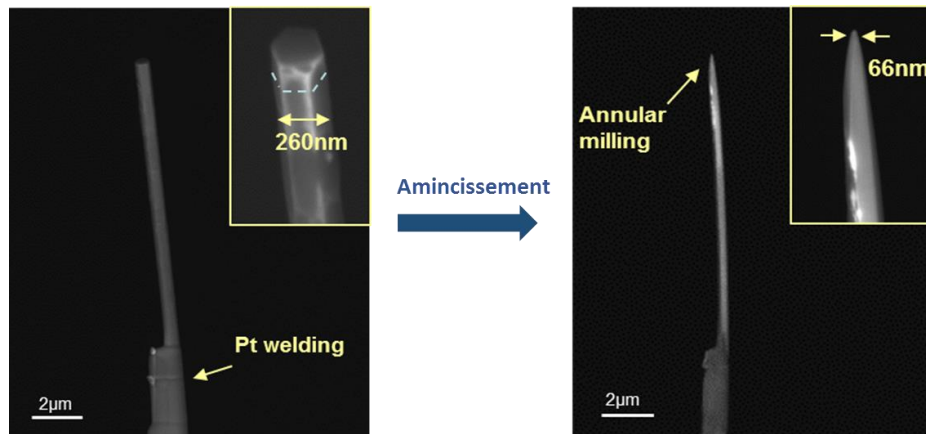 260nm
Pt welding
2µm
Amincissement
Annular
milling
66nm
2µm